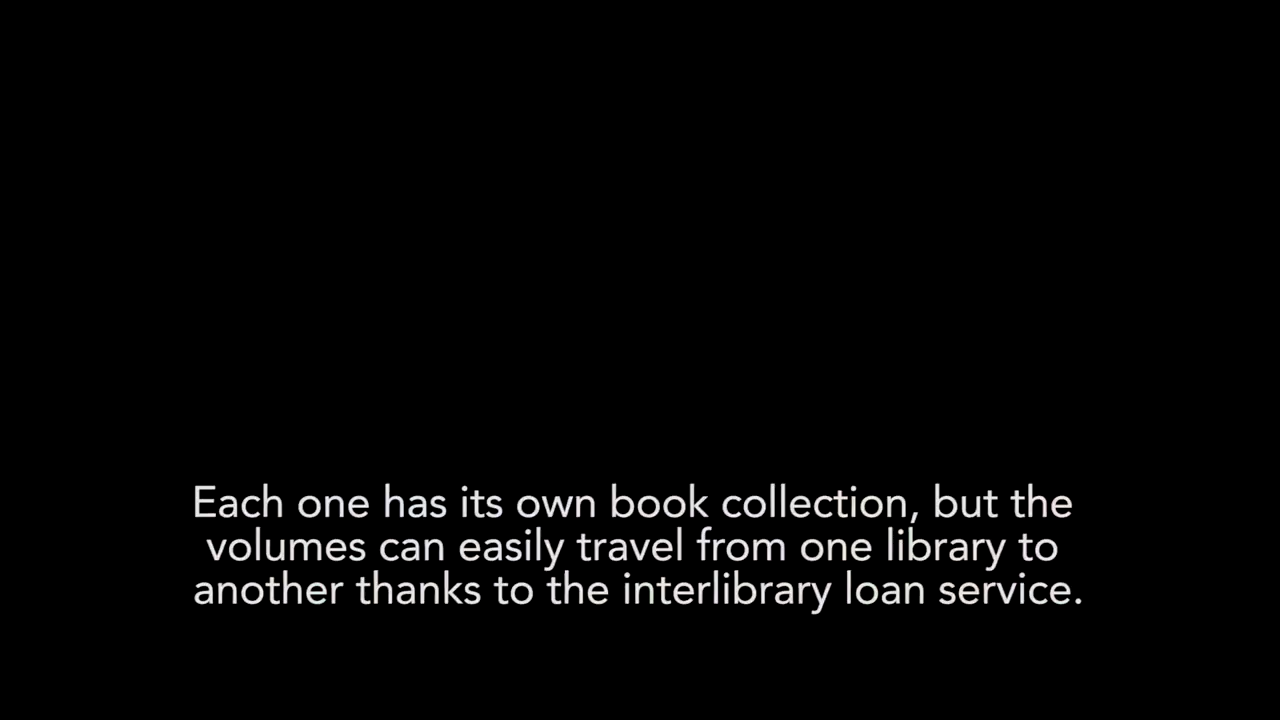 Each one has its own book collection, but the
volumes can easily travel from one library to
another thanks to the interlibrary loan service.